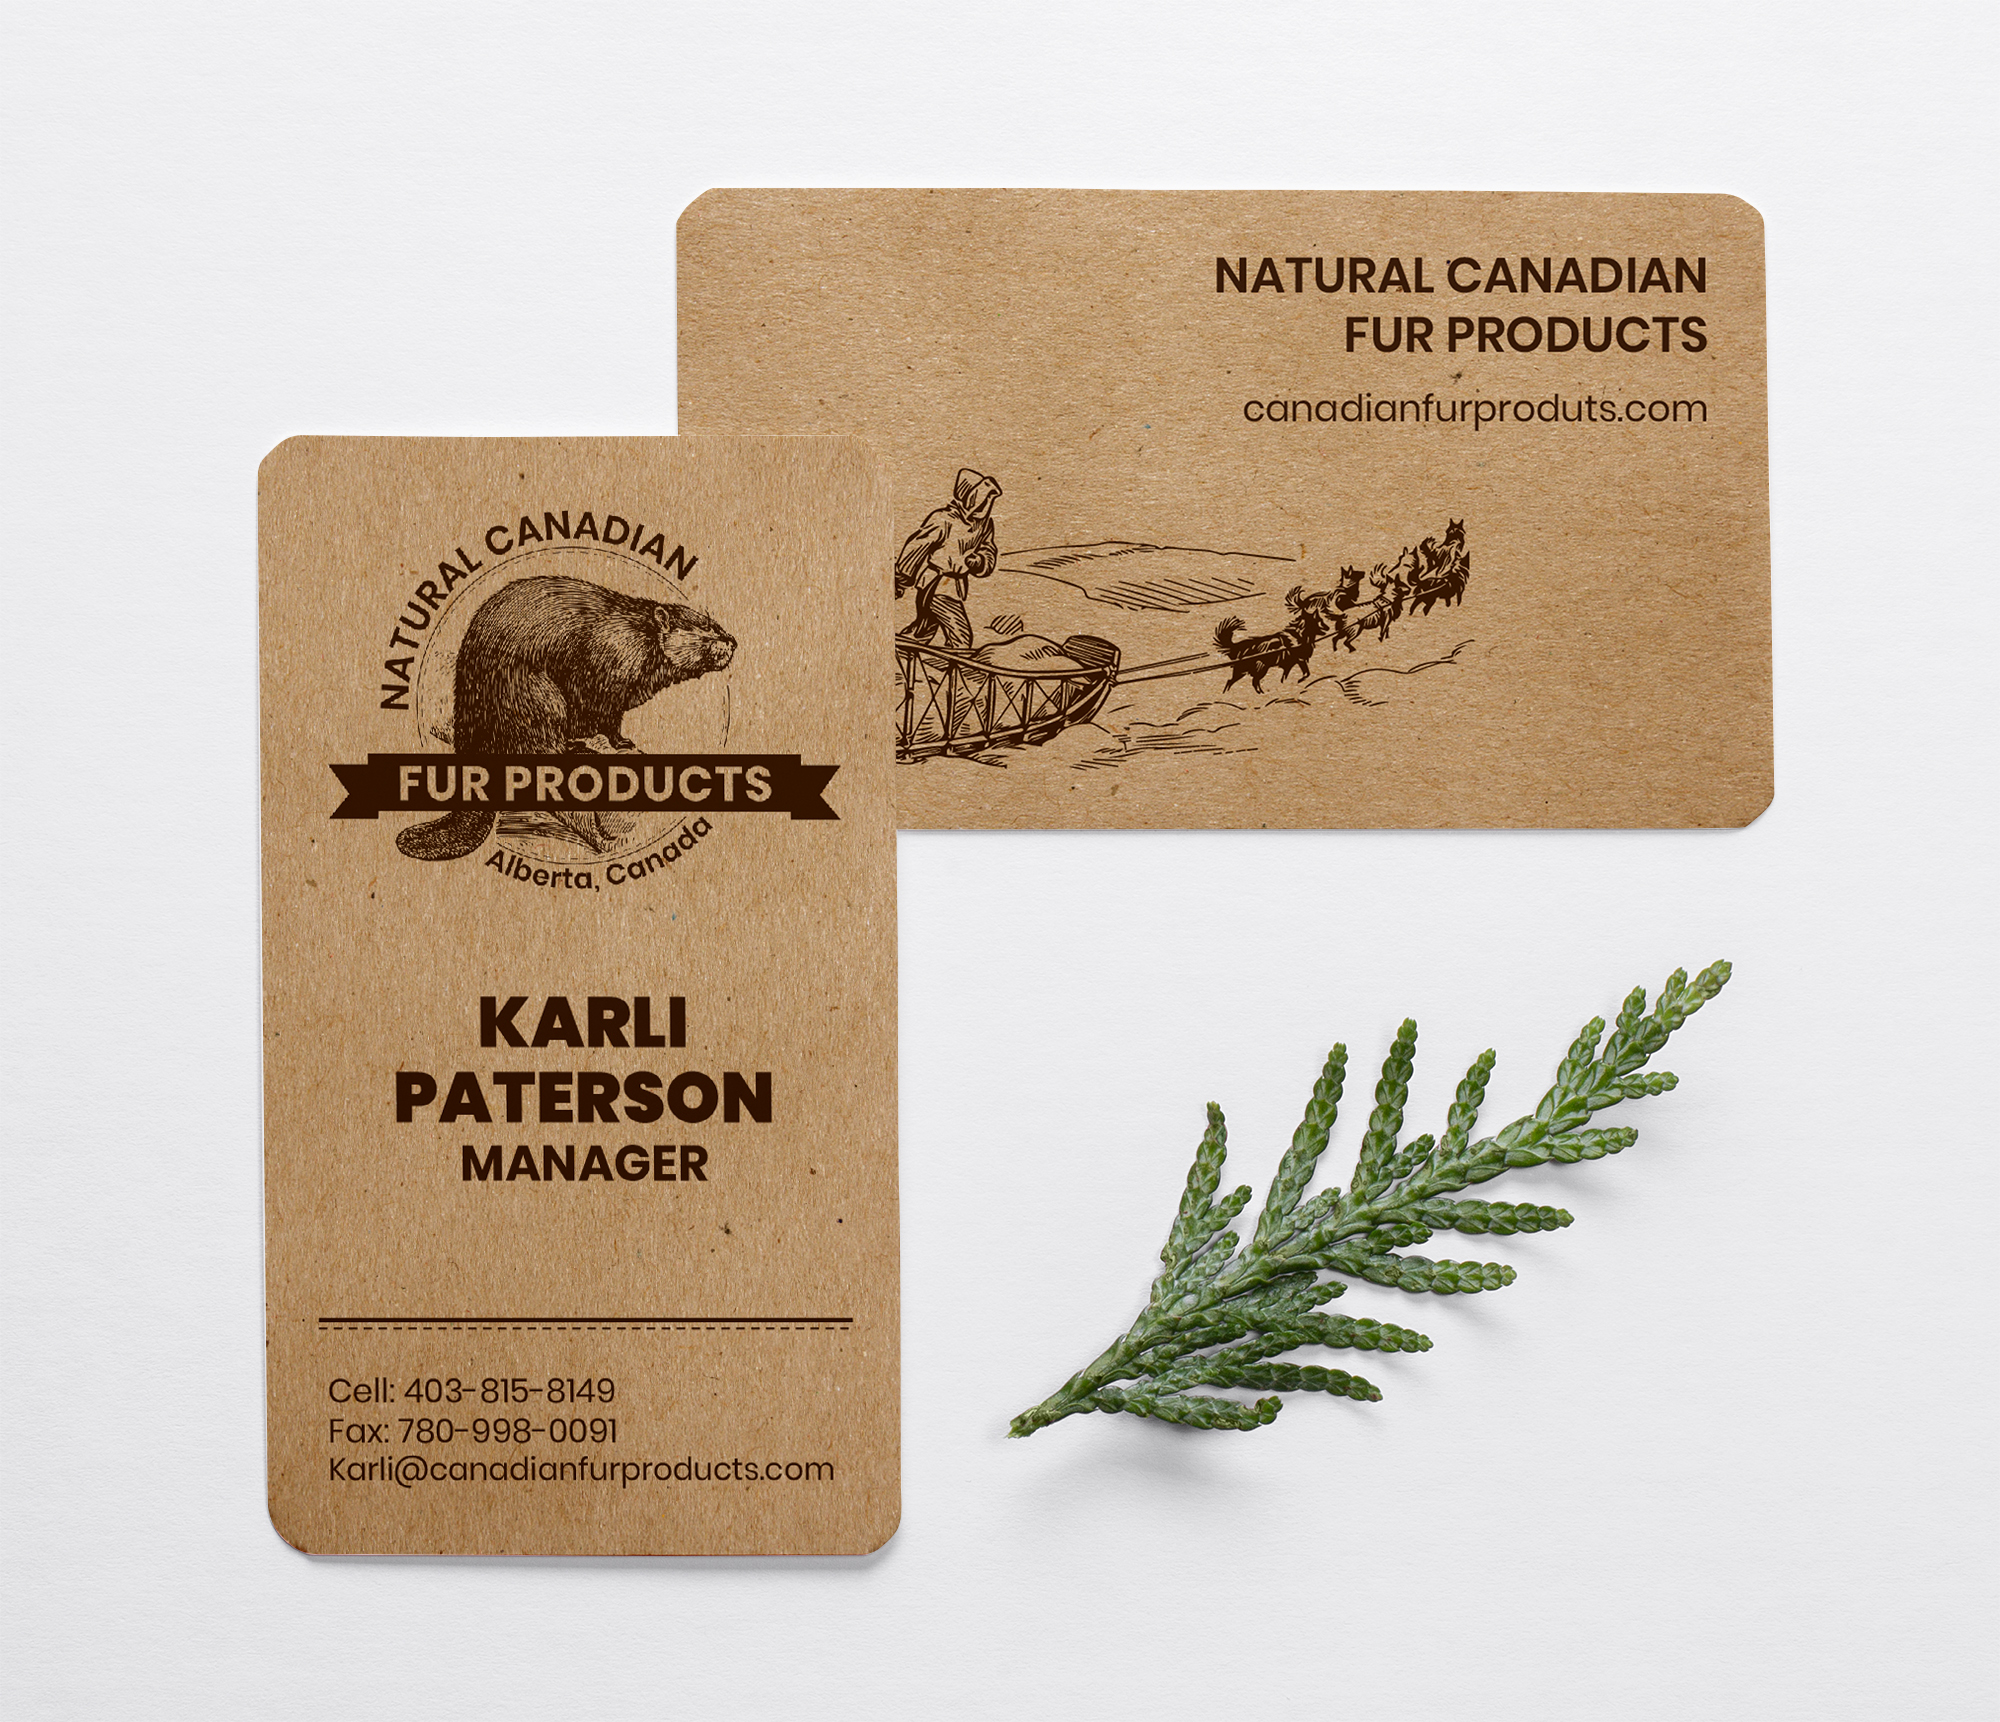 NATURAL CANADIAN
FUR PRODUCTS
canadianfurproduts.com
NATURAL CANADIAN
FUR PRODUCTS
Alberta, Canada
KARLI
PATERSON
MANAGER
Cell: 403-815-8149
Fax: 780-998-0091
Karli@canadianfurproducts.com